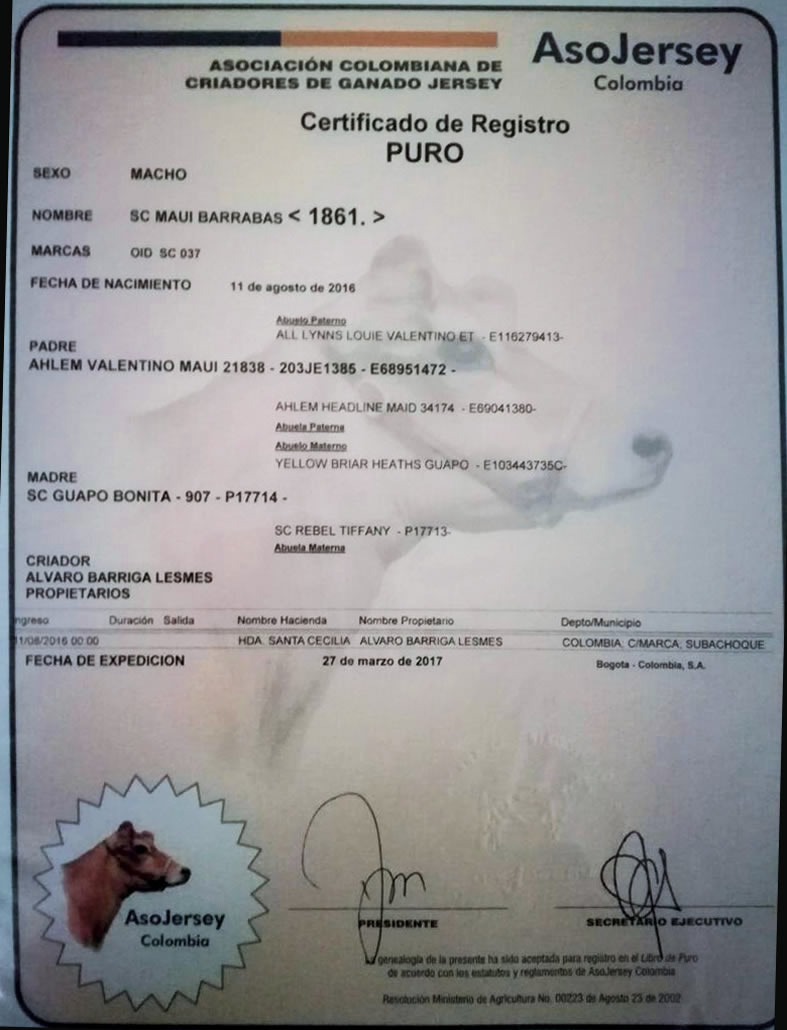 ASOCIACIÓN COLOMBIANA DE
CRIADORES DE GANADO JERSEY
AsoJersey
Colombia
Certificado de Registro
PURO
SEXO MACHO
NOMBRE SC MAUI BARRABAS < 1861. >
MARCAS OID SC 037
FECHA DE NACIMIENTO 11 de agosto de 2016
Abuelo Paterno
ALL LYNNS LOUIE VALENTINO ET - E116279413-
PADRE
AHLEM VALENTINO MAUI 21838 - 203JE1385 - E68951472 -
AHLEM HEADLINE MAID 34174 - E69041380-
Abuela Paterna
Abuelo Materno
YELLOW BRIAR HEATHS GUAPO - E103443735C-
MADRE
SC GUAPO BONITA - 907 - P17714 -
SC REBEL TIFFANY - P17713-
Abuela Materna
CRIADOR
ALVARO BARRIGA LESMES
PROPIETARIOS
ngreso Duración Salida Nombre Hacienda Nombre Propietario Depto/Municipio
11/08/2016 00:00 HDA. SANTA CECILIA ALVARO BARRIGA LESMES COLOMBIA, C/MARCA, SUBACHOQUE
FECHA DE EXPEDICION 27 de marzo de 2017 Bogota - Colombia, S.A.
AsoJersey
Colombia
PRESIDENTE
SECRETARIO EJECUTIVO
La genealogía de la presente ha sido aceptada para registro en el Libro de Puro
de acuerdo con los estatutos y reglamentos de AsoJersey Colombia
Resolución Ministerio de Agricultura No. 00223 de Agosto 23 de 2002